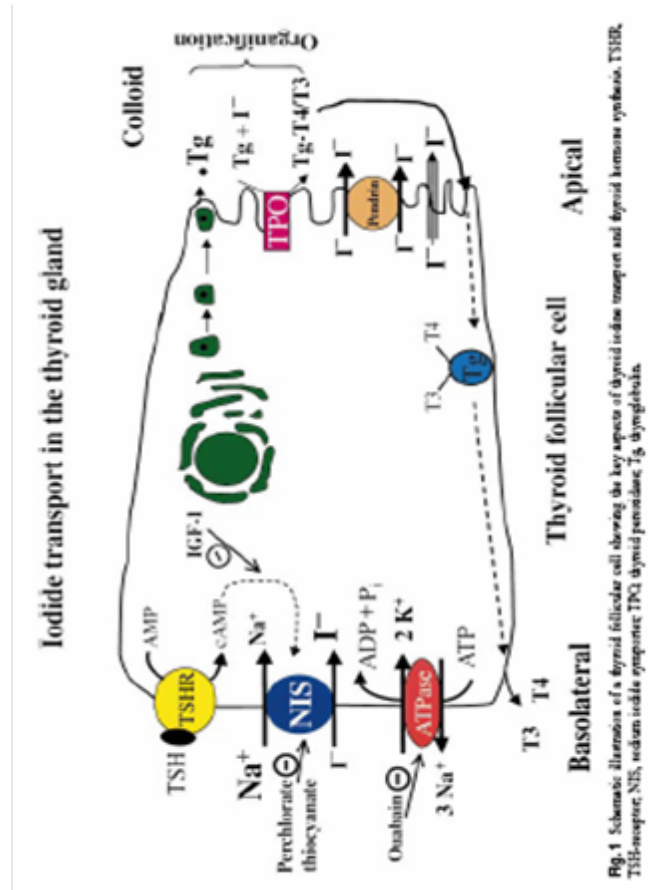 Iodide transport in the thyroid gland
Colloid
Organification
TSH
TSHR
AMP
cAMP
IGF-1
Tg
Tg + I⁻
TPO
Tg-T4/T3
Na⁺
Na⁺
NIS
Perchlorate
thiocyanate
I⁻
I⁻
I⁻
I⁻
Pendrin
I⁻
I⁻
I⁻
I⁻
ADP + Pi
2 K⁺
ATPase
Ouabain
3 Na⁺
ATP
T3
T4
Tg
T3
T4
Basolateral
Thyroid follicular cell
Apical
Fig. 1 Schematic illustration of a thyroid follicular cell showing the key aspects of thyroid iodine transport and thyroid hormone synthesis. TSHR,
TSH-receptor; NIS, sodium iodide symporter; TPO, thyroid peroxidase; Tg, thyroglobulin.